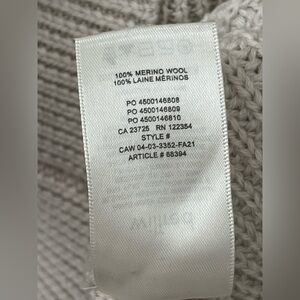 100% MERINO WOOL
100% LAINE MÉRINOS
PO 4500146808
PO 4500146809
PO 4500146810
CA 23725 RN 122354
STYLE #
CAW 04-03-3352-FA21
ARTICLE # 68394